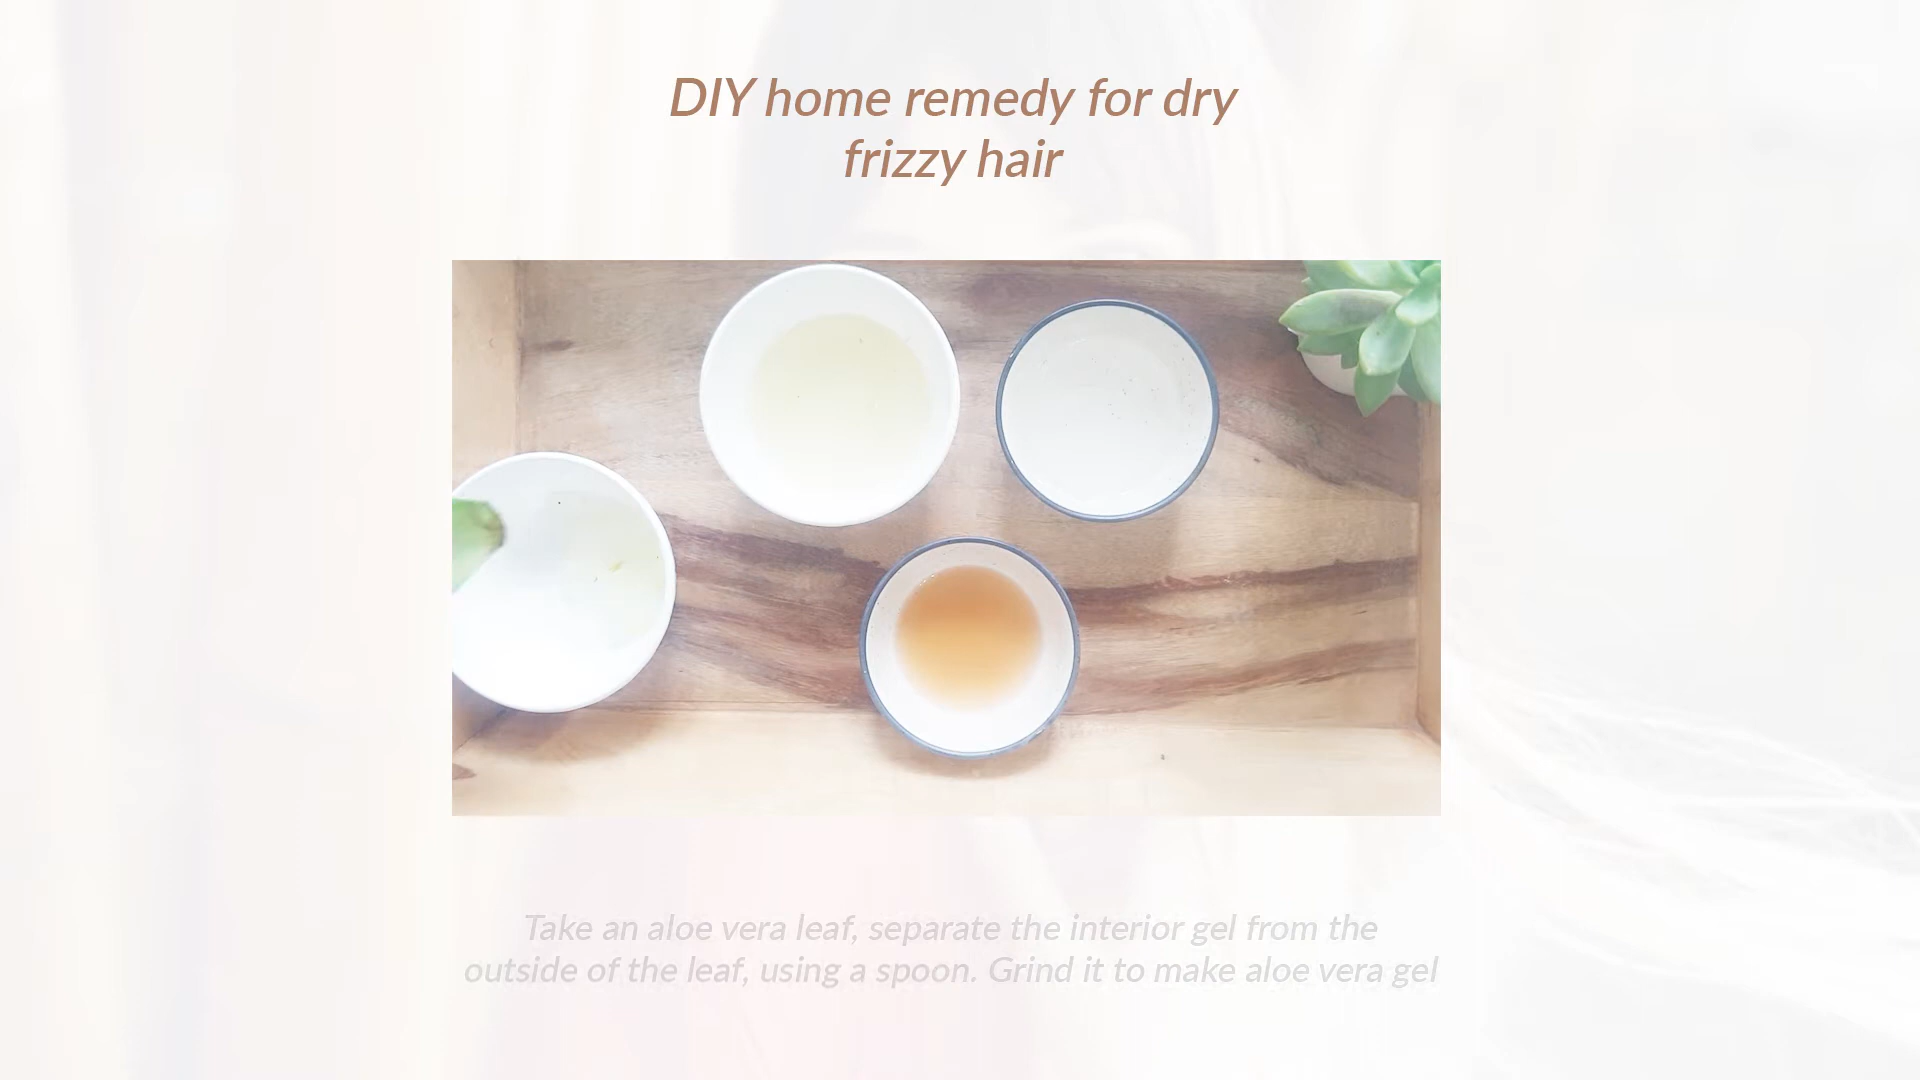 DIY home remedy for dry
frizzy hair
Take an aloe vera leaf, separate the interior gel from the
outside of the leaf, using a spoon. Grind it to make aloe vera gel